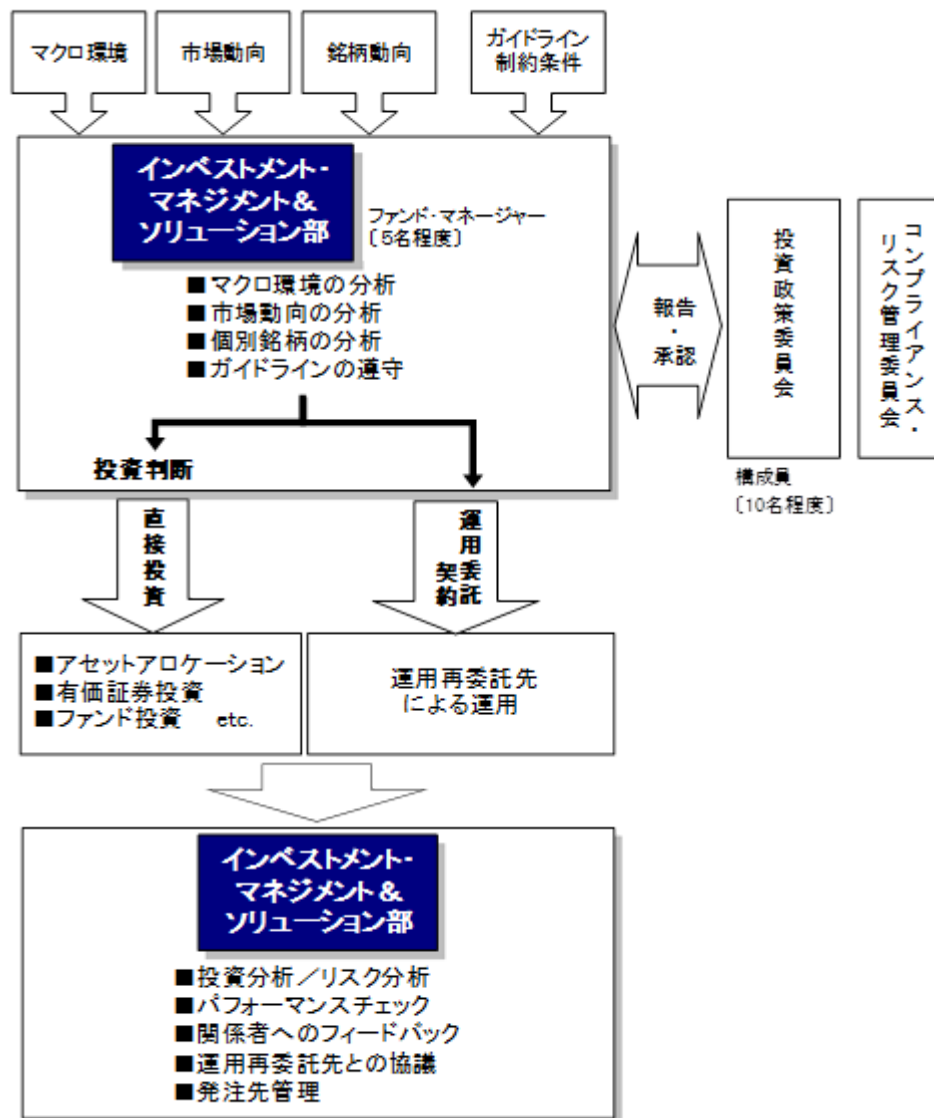 マクロ環境
市場動向
銘柄動向
ガイドライン
制約条件
インベストメント・
マネジメント＆
ソリューション部
ファンド・マネージャー
〔5名程度〕
■マクロ環境の分析
■市場動向の分析
■個別銘柄の分析
■ガイドラインの遵守
投資判断
報告
・
承認
投資政策委員会
コンプライアンス・
リスク管理委員会
構成員
〔10名程度〕
直接投資
運用委託
契約
■アセットアロケーション
■有価証券投資
■ファンド投資　etc.
運用再委託先
による運用
インベストメント・
マネジメント＆
ソリューション部
■投資分析／リスク分析
■パフォーマンスチェック
■関係者へのフィードバック
■運用再委託先との協議
■発注先管理